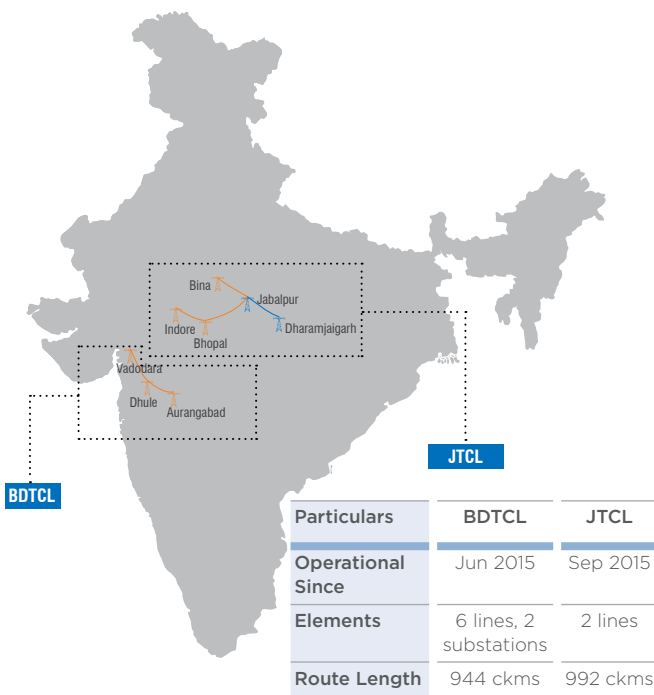 Bina
Jabalpur
Indore
Dharamjaigarh
Bhopal
Vadodara
Dhule
Aurangabad
JTCL
BDTCL
Particulars BDTCL JTCL
Operational Since Jun 2015 Sep 2015
Elements 6 lines, 2 substations 2 lines
Route Length 944 ckms 992 ckms